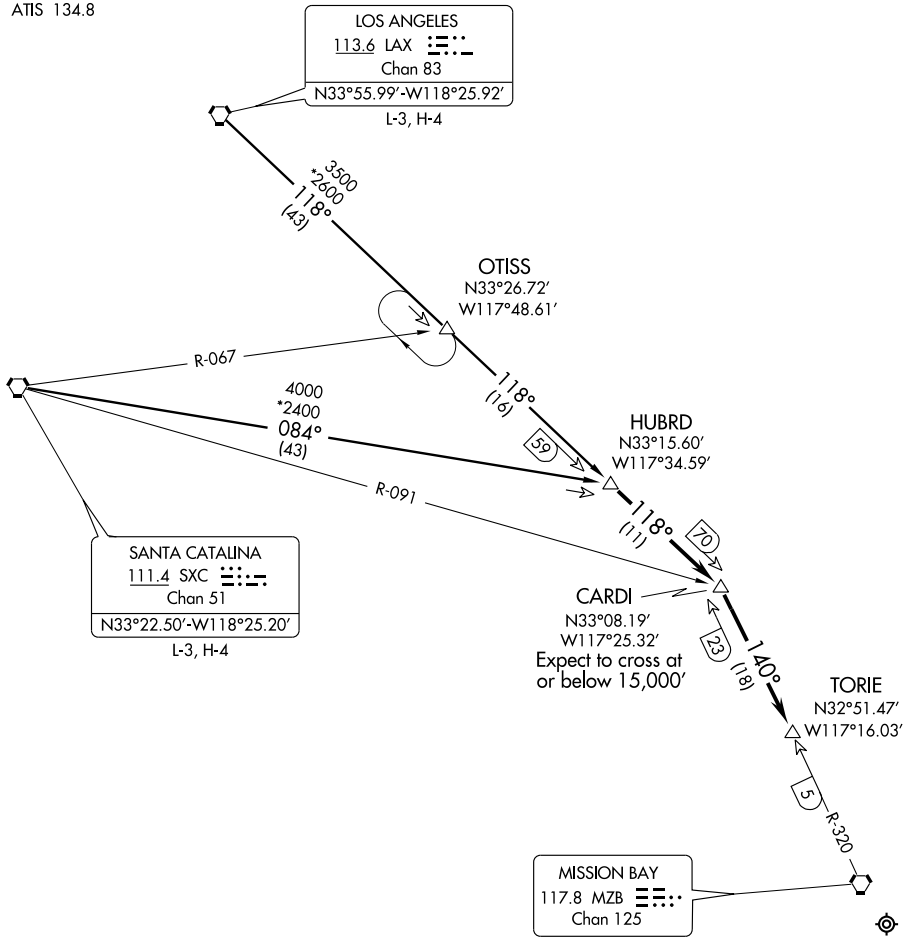 ATIS 134.8
LOS ANGELES
113.6 LAX
Chan 83
N33°55.99'-W118°25.92'
L-3, H-4
3500
*2600
118°
(43)
OTISS
N33°26.72'
W117°48.61'
R-067
118°
(16)
4000
*2400
084°
(43)
59
HUBRD
N33°15.60'
W117°34.59'
R-091
118°
(11)
70
SANTA CATALINA
111.4 SXC
Chan 51
N33°22.50'-W118°25.20'
L-3, H-4
CARDI
N33°08.19'
W117°25.32'
Expect to cross at
or below 15,000'
23
140°
(18)
TORIE
N32°51.47'
W117°16.03'
5
R-320
MISSION BAY
117.8 MZB
Chan 125